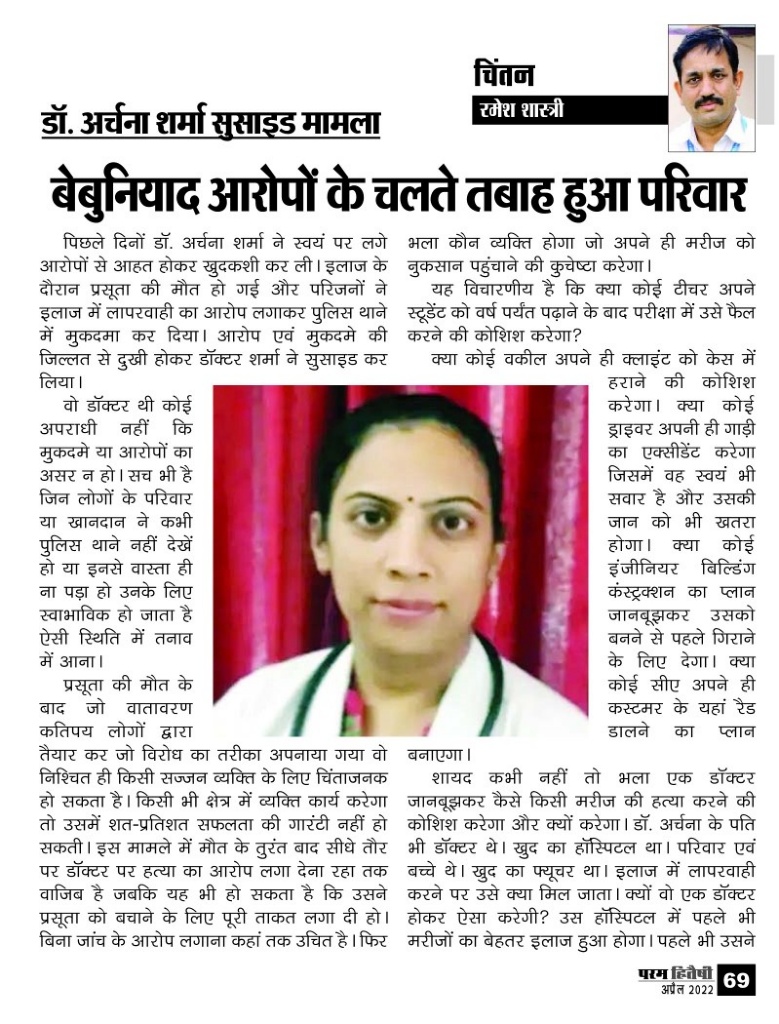 चिंतन
रमेश शास्त्री
डॉ. अर्चना शर्मा सुसाइड मामला
बेबुनियाद आरोपों के चलते तबाह हुआ परिवार
पिछले दिनों डॉ. अर्चना शर्मा ने स्वयं पर लगे
आरोपों से आहत होकर खुदकशी कर ली। इलाज के
दौरान प्रसूता की मौत हो गई और परिजनों ने
इलाज में लापरवाही का आरोप लगाकर पुलिस थाने
में मुकदमा कर दिया। आरोप एवं मुकदमे की
जिल्लत से दुखी होकर डॉक्टर शर्मा ने सुसाइड कर
लिया।
वो डॉक्टर थी कोई
अपराधी नहीं कि
मुकदमे या आरोपों का
असर न हो। सच भी है
जिन लोगों के परिवार
या खानदान ने कभी
पुलिस थाने नहीं देखें
हो या इनसे वास्ता ही
ना पड़ा हो उनके लिए
स्वाभाविक हो जाता है
ऐसी स्थिति में तनाव
में आना।
प्रसूता की मौत के
बाद जो वातावरण
कतिपय लोगों द्वारा
तैयार कर जो विरोध का तरीका अपनाया गया वो
निश्चित ही किसी सज्जन व्यक्ति के लिए चिंताजनक
हो सकता है। किसी भी क्षेत्र में व्यक्ति कार्य करेगा
तो उसमें शत-प्रतिशत सफलता की गारंटी नहीं हो
सकती। इस मामले में मौत के तुरंत बाद सीधे तौर
पर डॉक्टर पर हत्या का आरोप लगा देना रहा तक
वाजिब है जबकि यह भी हो सकता है कि उसने
प्रसूता को बचाने के लिए पूरी ताकत लगा दी हो।
बिना जांच के आरोप लगाना कहां तक उचित है। फिर
भला कौन व्यक्ति होगा जो अपने ही मरीज को
नुकसान पहुंचाने की कुचेष्टा करेगा।
यह विचारणीय है कि क्या कोई टीचर अपने
स्टूडेंट को वर्ष पर्यंत पढ़ाने के बाद परीक्षा में उसे फैल
करने की कोशिश करेगा?
क्या कोई वकील अपने ही क्लाइंट को केस में
हराने की कोशिश
करेगा। क्या कोई
ड्राइवर अपनी ही गाड़ी
का एक्सीडेंट करेगा
जिसमें वह स्वयं भी
सवार है और उसकी
जान को भी खतरा
होगा। क्या कोई
इंजीनियर बिल्डिंग
कंस्ट्रक्शन का प्लान
जानबूझकर उसको
बनने से पहले गिराने
के लिए देगा। क्या
कोई सीए अपने ही
कस्टमर के यहां रैड
डालने का प्लान
बनाएगा।
शायद कभी नहीं तो भला एक डॉक्टर
जानबूझकर कैसे किसी मरीज की हत्या करने की
कोशिश करेगा और क्यों करेगा। डॉ. अर्चना के पति
भी डॉक्टर थे। खुद का हॉस्पिटल था। परिवार एवं
बच्चे थे। खुद का फ्यूचर था। इलाज में लापरवाही
करने पर उसे क्या मिल जाता। क्यों वो एक डॉक्टर
होकर ऐसा करेगी? उस हॉस्पिटल में पहले भी
मरीजों का बेहतर इलाज हुआ होगा। पहले भी उसने
परम हितैषी
अप्रैल 2022 69